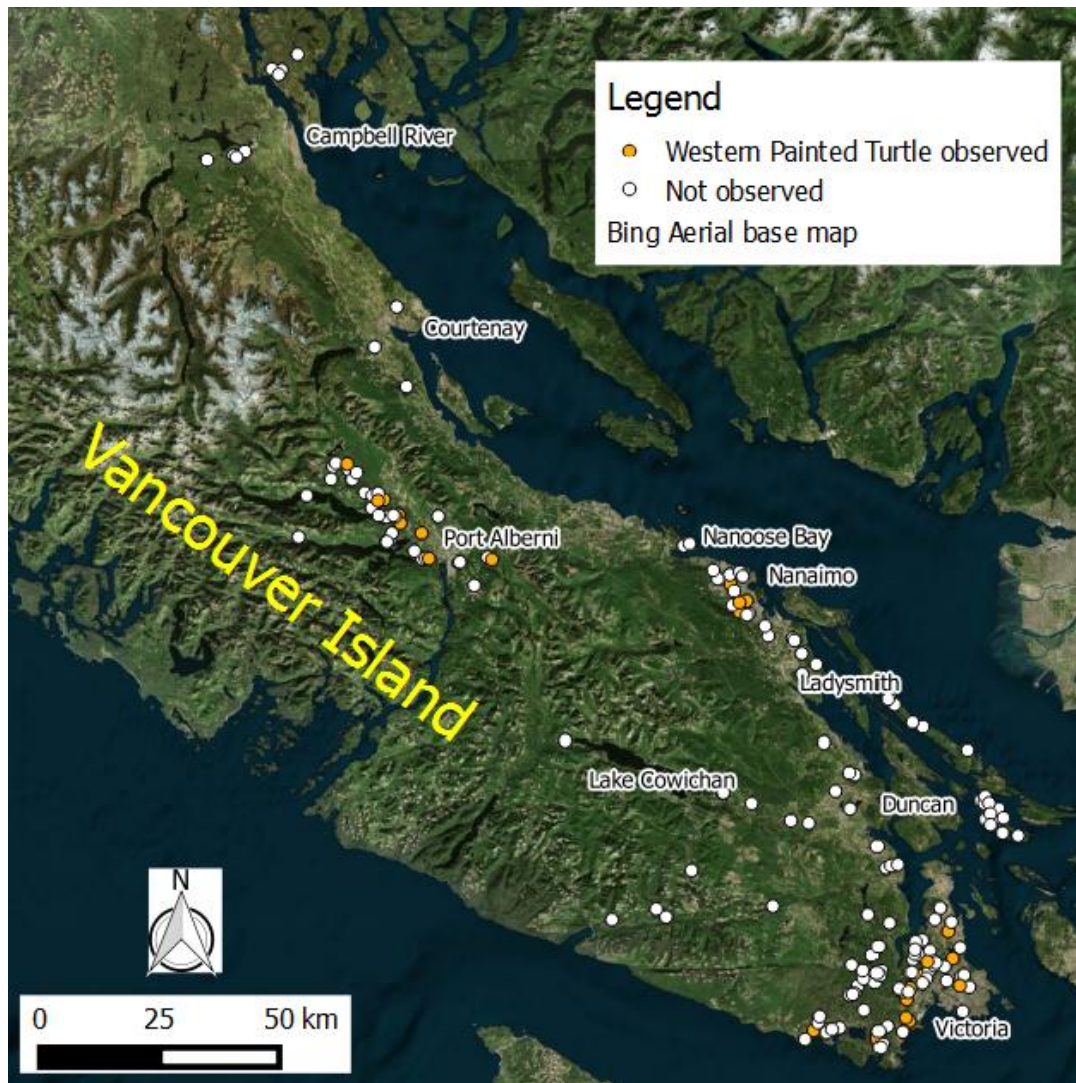 Legend
Western Painted Turtle observed
Not observed
Bing Aerial base map
Campbell River
Courtenay
Vancouver Island
Port Alberni
Nanoose Bay
Nanaimo
Ladysmith
Lake Cowichan
Duncan
Victoria
N
0 25 50 km